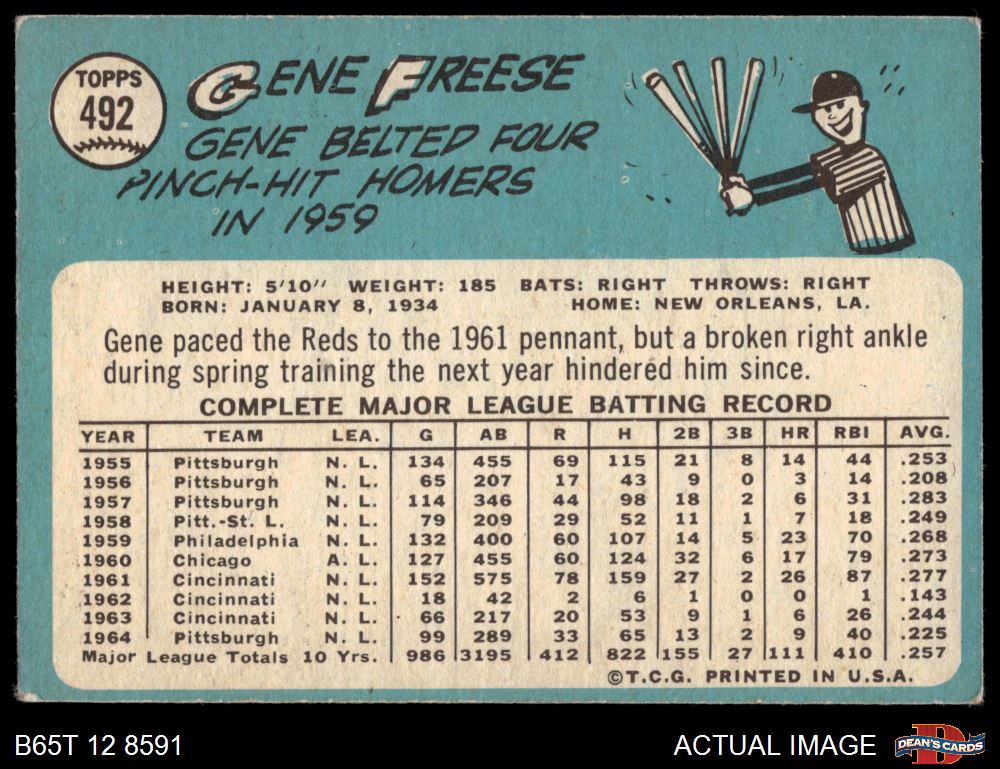 TOPPS
492
GENE FREESE
GENE BELTED FOUR
PINCH-HIT HOMERS
IN 1959
HEIGHT: 5'10" WEIGHT: 185 BATS: RIGHT THROWS: RIGHT
BORN: JANUARY 8, 1934 HOME: NEW ORLEANS, LA.
Gene paced the Reds to the 1961 pennant, but a broken right ankle
during spring training the next year hindered him since.
COMPLETE MAJOR LEAGUE BATTING RECORD
YEAR TEAM LEA. G AB R H 2B 3B HR RBI AVG.
1955 Pittsburgh N. L. 134 455 69 115 21 8 14 44 .253
1956 Pittsburgh N. L. 65 207 17 43 9 0 3 14 .208
1957 Pittsburgh N. L. 114 346 44 98 18 2 6 31 .283
1958 Pitt.-St. L. N. L. 79 209 29 52 11 1 7 18 .249
1959 Philadelphia N. L. 132 400 60 107 14 5 23 70 .268
1960 Chicago A. L. 127 455 60 124 32 6 17 79 .273
1961 Cincinnati N. L. 152 575 78 159 27 2 26 87 .277
1962 Cincinnati N. L. 18 42 2 6 1 0 0 1 .143
1963 Cincinnati N. L. 66 217 20 53 9 1 6 26 .244
1964 Pittsburgh N. L. 99 289 33 65 13 2 9 40 .225
Major League Totals 10 Yrs. 986 3195 412 822 155 27 111 410 .257
©T.C.G. PRINTED IN U.S.A.
B65T 12 8591
ACTUAL IMAGE
D
DEAN'S CARDS